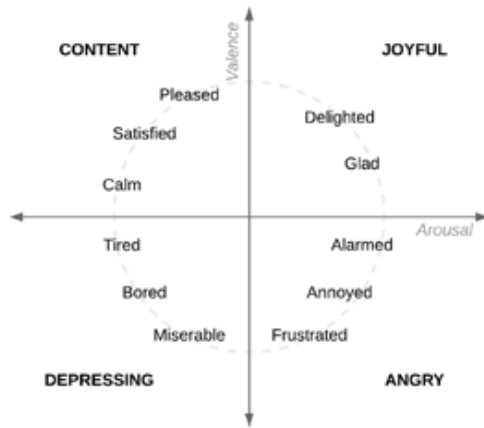 CONTENT
JOYFUL
Valence
Pleased
Delighted
Satisfied
Glad
Calm
Arousal
Tired
Alarmed
Bored
Annoyed
Miserable
Frustrated
DEPRESSING
ANGRY